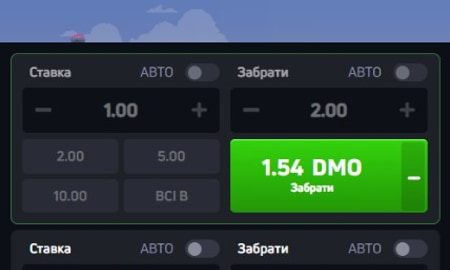 Ставка АВТО Забрати АВТО
− 1.00 + − 2.00 +
2.00 5.00
10.00 ВСІ В
1.54 DMO
Забрати
−
Ставка АВТО Забрати АВТО